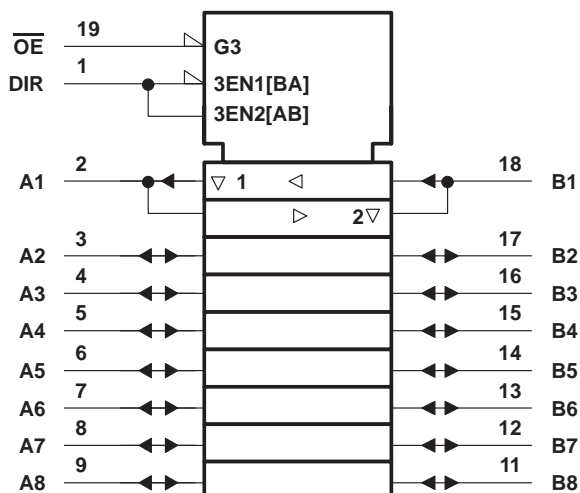 19
O̅E̅ G3
1
DIR 3EN1[BA]
3EN2[AB]
2 18
A1 ▽ 1 ◁ B1
▷ 2▽
3 17
A2 B2
4 16
A3 B3
5 15
A4 B4
6 14
A5 B5
7 13
A6 B6
8 12
A7 B7
9 11
A8 B8